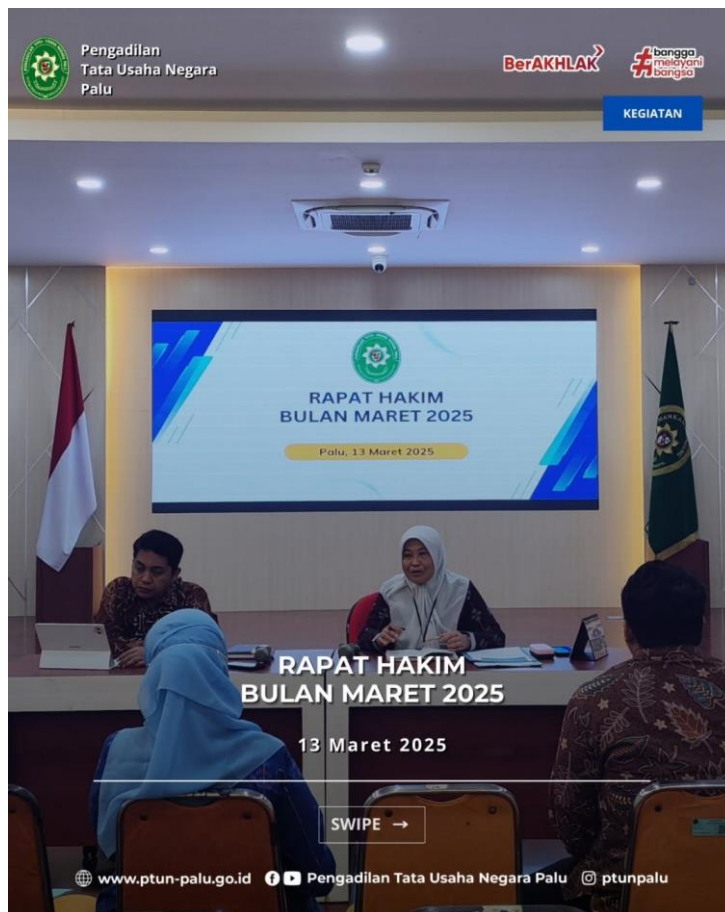 Pengadilan
Tata Usaha Negara
Palu
BerAKHLAK
#bangga
melayani
bangsa
KEGIATAN
RAPAT HAKIM
BULAN MARET 2025
Palu, 13 Maret 2025
RAPAT HAKIM
BULAN MARET 2025
13 Maret 2025
SWIPE →
www.ptun-palu.go.id Pengadilan Tata Usaha Negara Palu ptunpalu